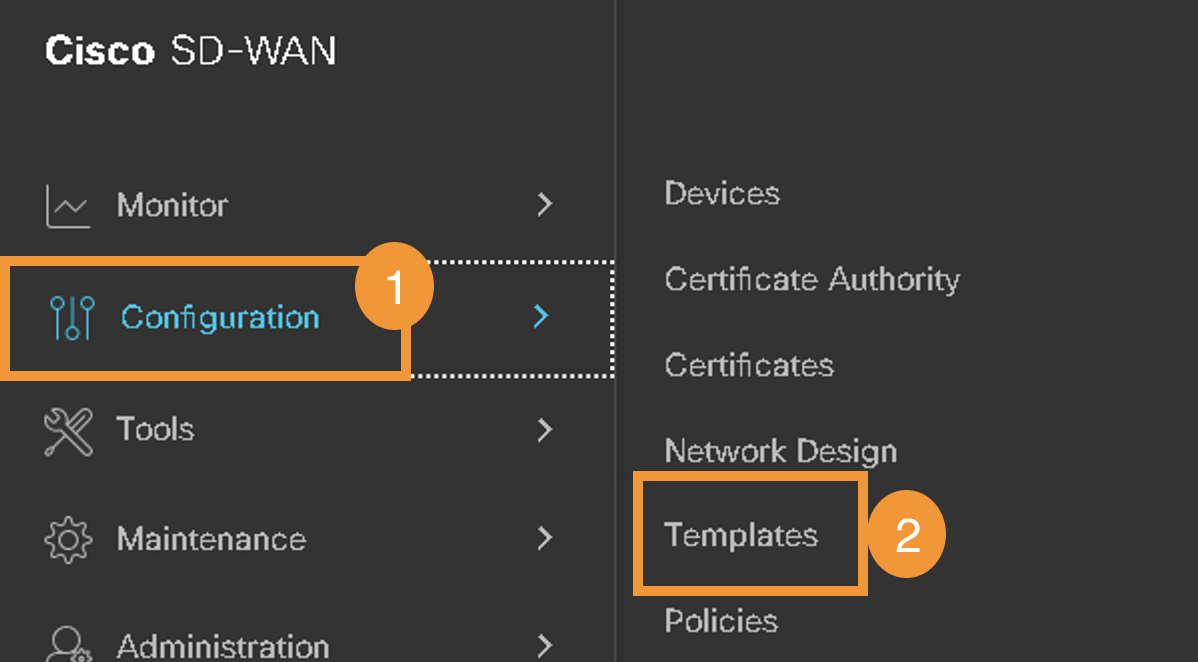 Cisco SD-WAN
Monitor
1
Configuration
Tools
Maintenance
Administration
Devices
Certificate Authority
Certificates
Network Design
Templates
2
Policies